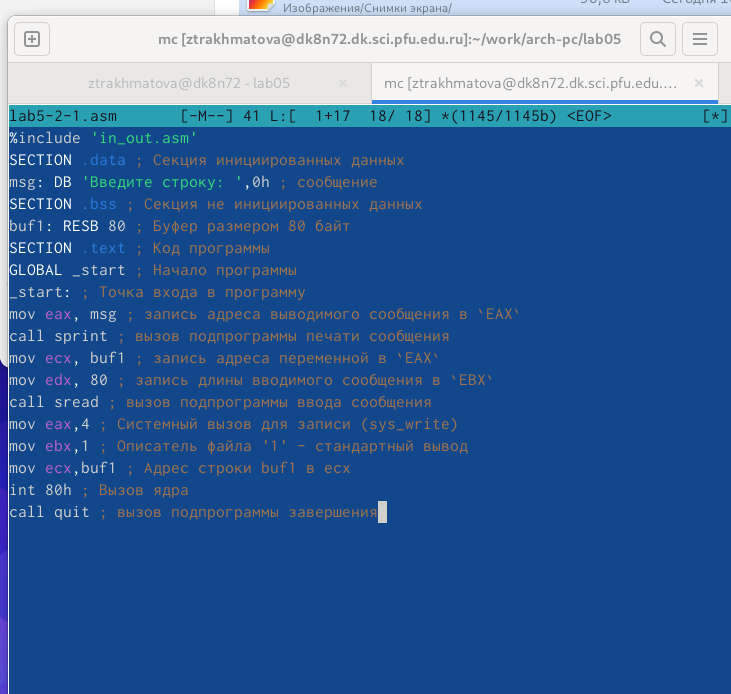 Изображения/Снимки экрана/
mc [ztrakhmatova@dk8n72.dk.sci.pfu.edu.ru]:~/work/arch-pc/lab05
ztrakhmatova@dk8n72 - lab05
mc [ztrakhmatova@dk8n72.dk.sci.pfu.edu....
lab5-2-1.asm [-M--] 41 L:[ 1+17 18/ 18] *(1145/1145b) <EOF> [*]
%include 'in_out.asm'
SECTION .data ; Секция инициированных данных
msg: DB 'Введите строку: ',0h ; сообщение
SECTION .bss ; Секция не инициированных данных
buf1: RESB 80 ; Буфер размером 80 байт
SECTION .text ; Код программы
GLOBAL _start ; Начало программы
_start: ; Точка входа в программу
mov eax, msg ; запись адреса выводимого сообщения в `EAX`
call sprint ; вызов подпрограммы печати сообщения
mov ecx, buf1 ; запись адреса переменной в `EAX`
mov edx, 80 ; запись длины вводимого сообщения в `EBX`
call sread ; вызов подпрограммы ввода сообщения
mov eax,4 ; Системный вызов для записи (sys_write)
mov ebx,1 ; Описатель файла '1' - стандартный вывод
mov ecx,buf1 ; Адрес строки buf1 в ecx
int 80h ; Вызов ядра
call quit ; вызов подпрограммы завершения